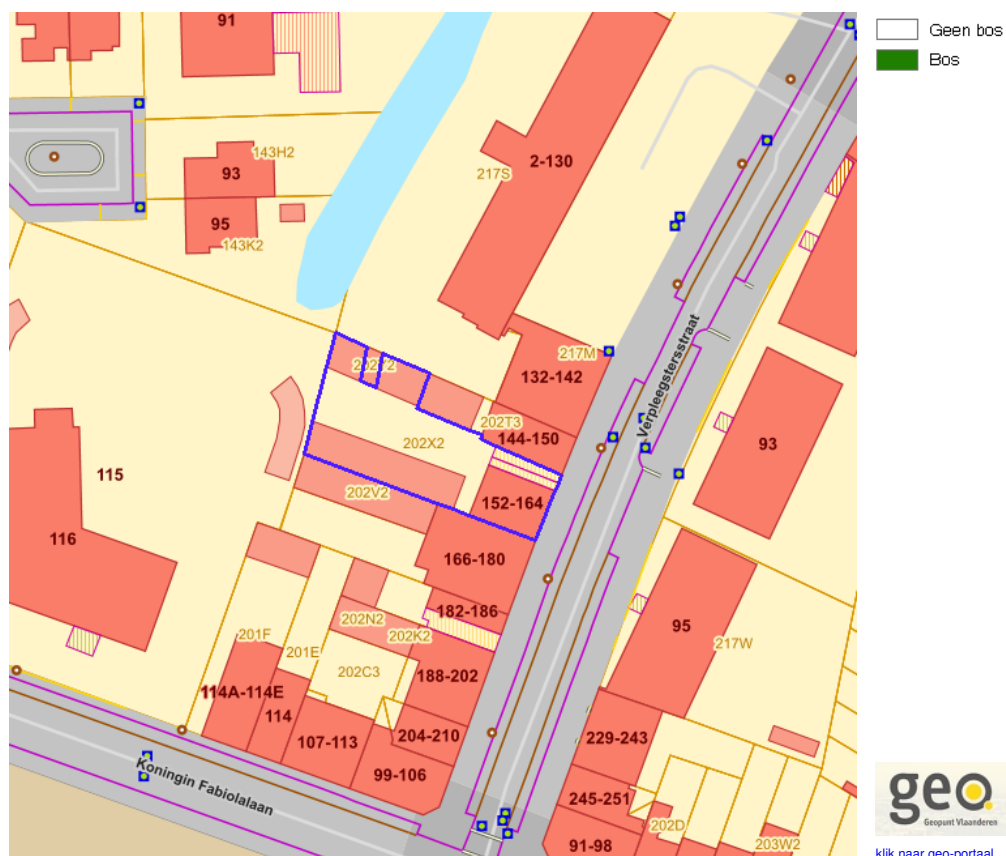 91
Geen bos
Bos
143H2
93
217S
2-130
95
143K2
Verpleegstersstraat
217M
132-142
202T3
144-150
202X2
93
115
202V2
152-164
116
166-180
182-186
202N2
202K2
95
217W
201F
201E
202C3
188-202
114A-114E
114
107-113
204-210
229-243
99-106
Koningin Fabiolalaan
245-251
202D
91-98
203W2
geo
Geopunt Vlaanderen
klik naar geo-portaal